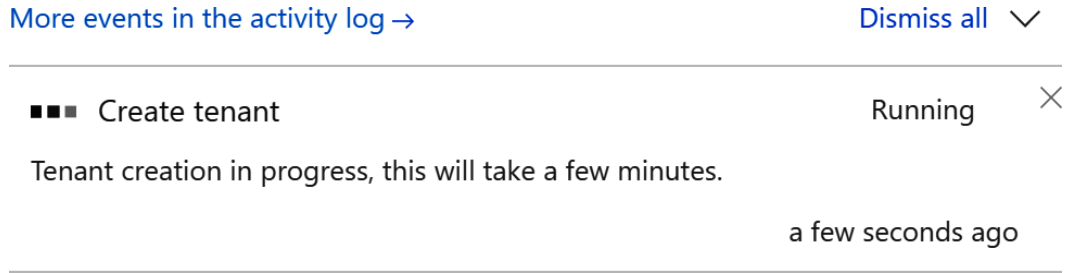 More events in the activity log →
Dismiss all
Create tenant
Running
Tenant creation in progress, this will take a few minutes.
a few seconds ago